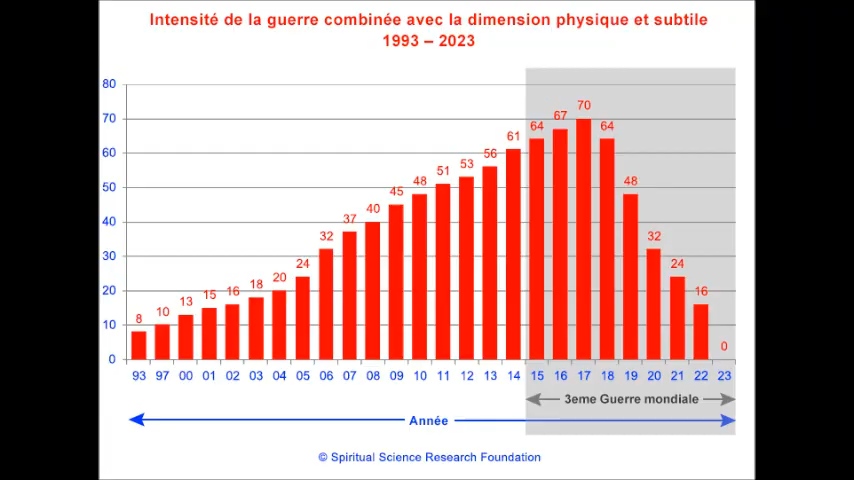 Intensité de la guerre combinée avec la dimension physique et subtile
1993 – 2023
80
70
60
50
40
30
20
10
0
8 10 13 15 16 18 20 24 32 37 40 45 48 51 53 56 61 64 67 70 64 48 32 24 16 0
93 97 00 01 02 03 04 05 06 07 08 09 10 11 12 13 14 15 16 17 18 19 20 21 22 23
3eme Guerre mondiale
Année
© Spiritual Science Research Foundation